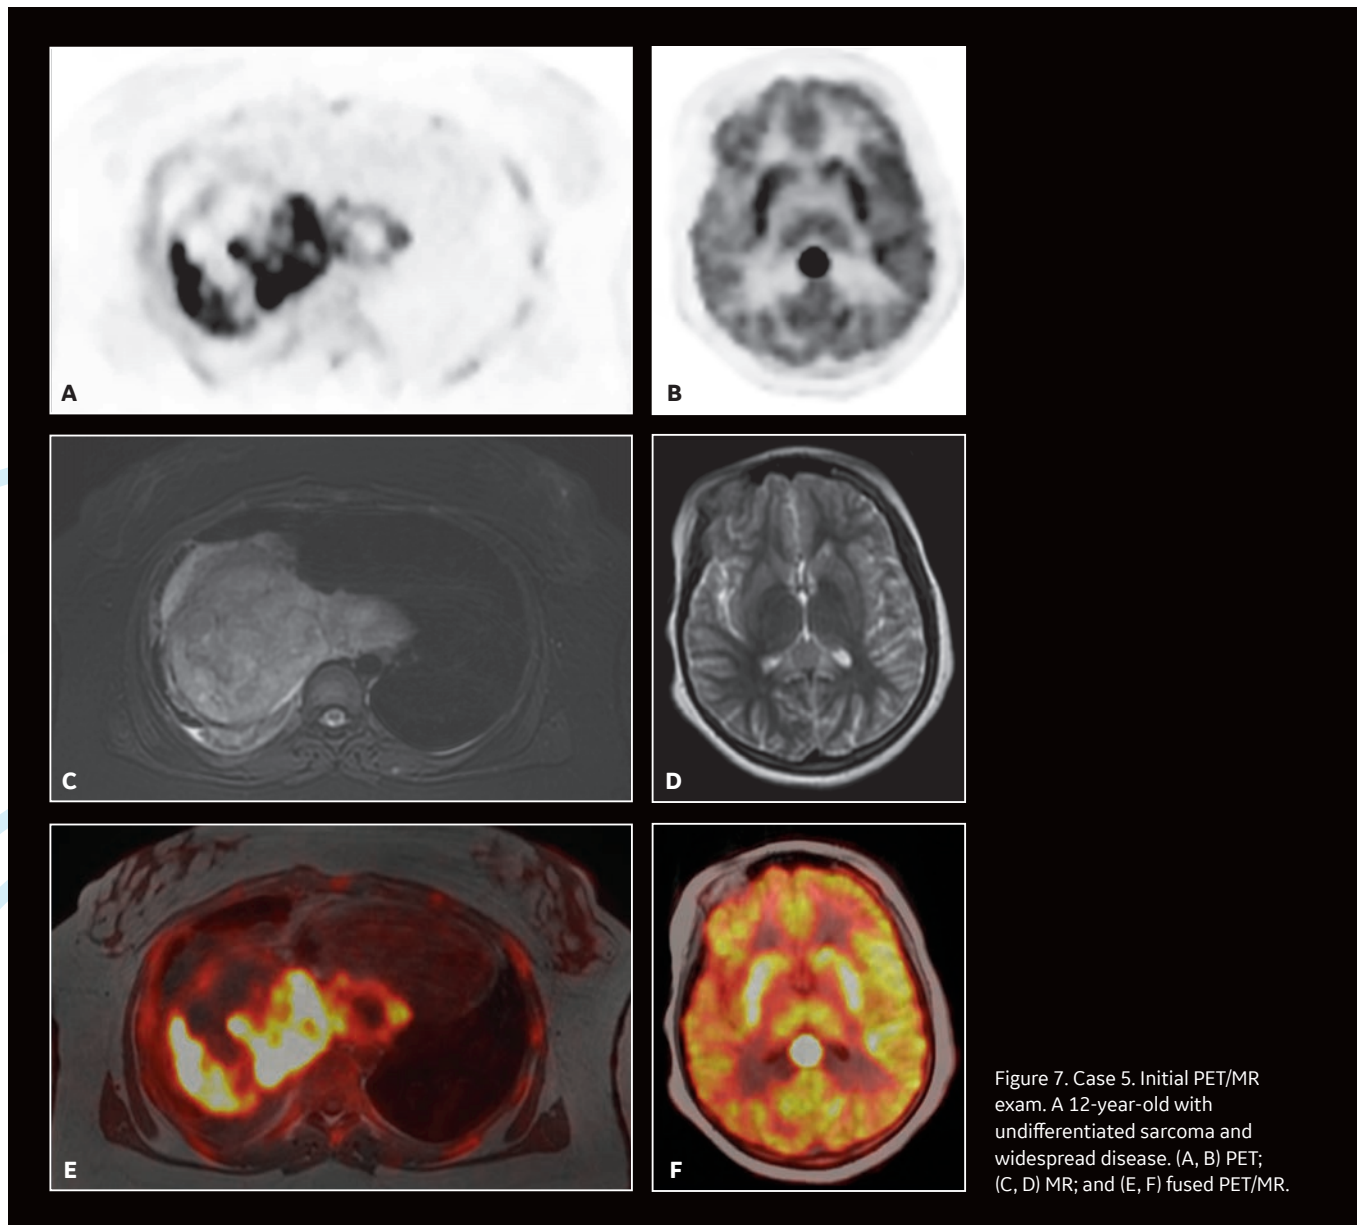 A
B
C
D
E
F
Figure 7. Case 5. Initial PET/MR
exam. A 12-year-old with
undifferentiated sarcoma and
widespread disease. (A, B) PET;
(C, D) MR; and (E, F) fused PET/MR.